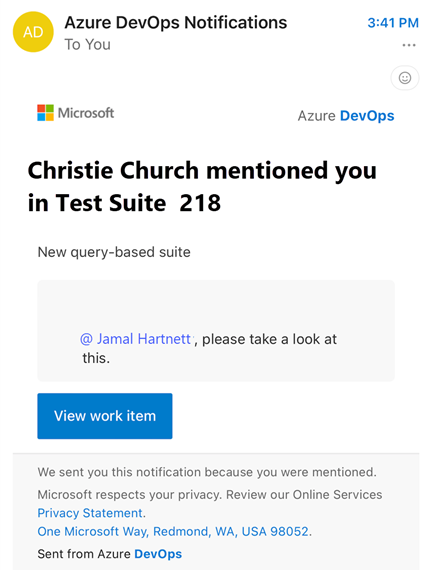 AD
Azure DevOps Notifications
3:41 PM
To You
Microsoft
Azure DevOps
Christie Church mentioned you
in Test Suite 218
New query-based suite
@ Jamal Hartnett, please take a look at
this.
View work item
We sent you this notification because you were mentioned.
Microsoft respects your privacy. Review our Online Services
Privacy Statement.
One Microsoft Way, Redmond, WA, USA 98052.
Sent from Azure DevOps